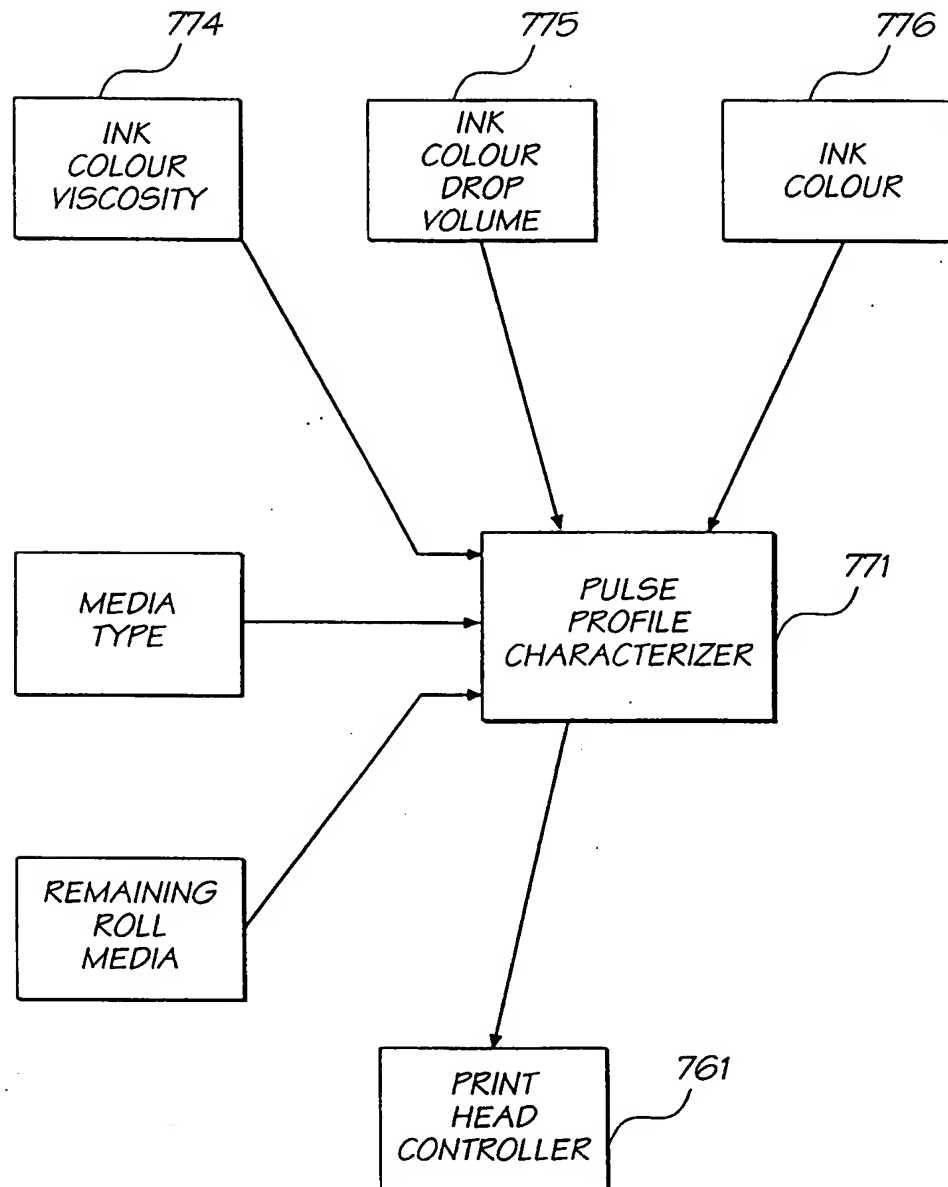 774
775
776
INK
COLOUR
VISCOSITY
INK
COLOUR
DROP
VOLUME
INK
COLOUR
MEDIA
TYPE
PULSE
PROFILE
CHARACTERIZER
771
REMAINING
ROLL
MEDIA
PRINT
HEAD
CONTROLLER
761